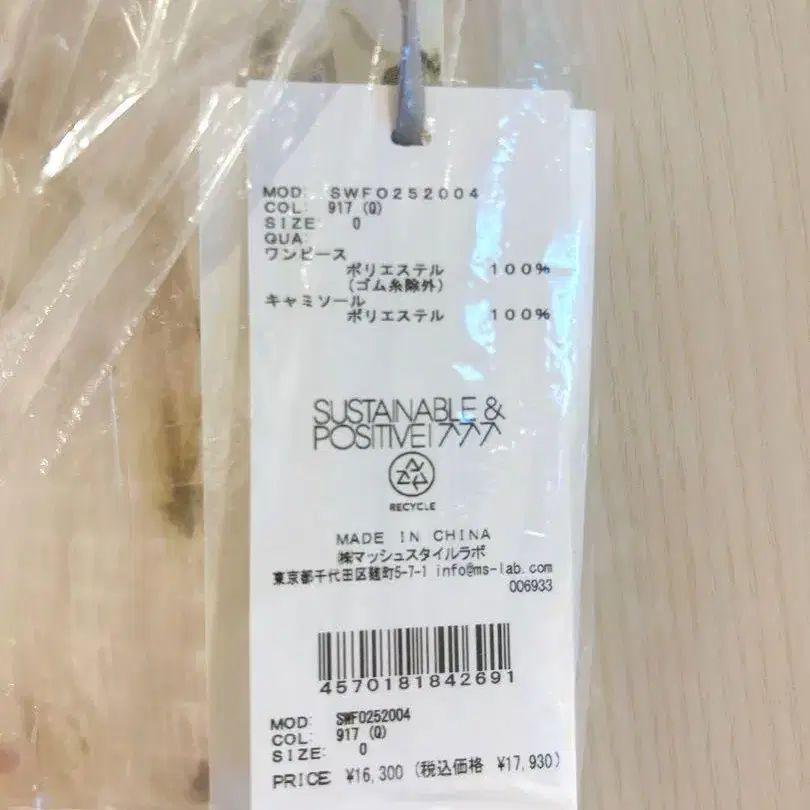 MOD: SWFO252004
COL: 917 (Q)
SIZE: 0
QUA:
ワンピース
ポリエステル 100%
(ゴム糸除外)
キャミソール
ポリエステル 100%
SUSTAINABLE &
POSITIVE!
RECYCLE
MADE IN CHINA
㈱マッシュスタイルラボ
東京都千代田区麹町5-7-1 info@ms-lab.com
006933
4570181842691
MOD: SWFO252004
COL: 917 (Q)
SIZE: 0
PRICE ¥16,300 (税込価格 ¥17,930)